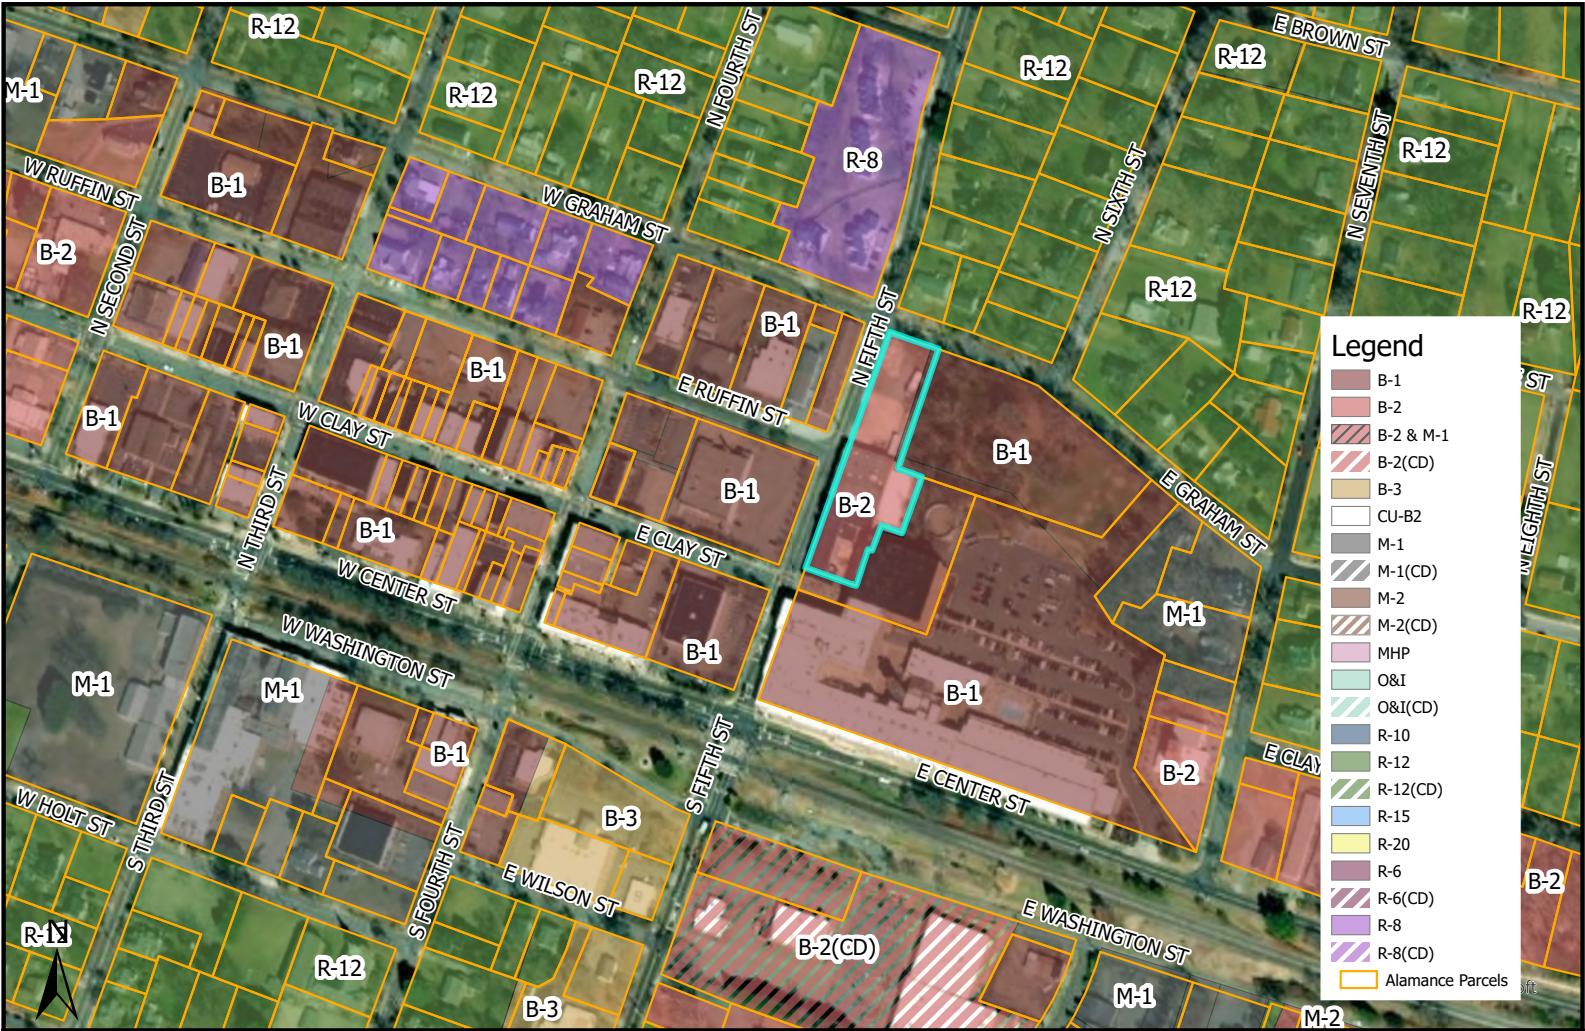 R-12
E BROWN ST
R-12
R-12
R-12
R-12
M-1
N FOURTH ST
R-12
R-8
N SEVENTH ST
W RUFFIN ST
B-1
W GRAHAM ST
N SIXTH ST
B-2
N SECOND ST
R-12
R-12
B-1
B-1
N FIFTH ST
B-1
E RUFFIN ST
B-1
W CLAY ST
B-1
B-1
B-2
E GRAHAM ST
N EIGHTH ST
ST
N THIRD ST
B-1
E CLAY ST
W CENTER ST
M-1
W WASHINGTON ST
B-1
M-1
M-1
B-1
B-1
B-2
E CLAY
S FIFTH ST
E CENTER ST
W HOLT ST
S THIRD ST
B-3
S FOURTH ST
E WILSON ST
B-2
R-12
N
E WASHINGTON ST
B-2(CD)
R-12
M-1
B-3
M-2
Legend
B-1
B-2
B-2 & M-1
B-2(CD)
B-3
CU-B2
M-1
M-1(CD)
M-2
M-2(CD)
MHP
O&I
O&I(CD)
R-10
R-12
R-12(CD)
R-15
R-20
R-6
R-6(CD)
R-8
R-8(CD)
Alamance Parcels